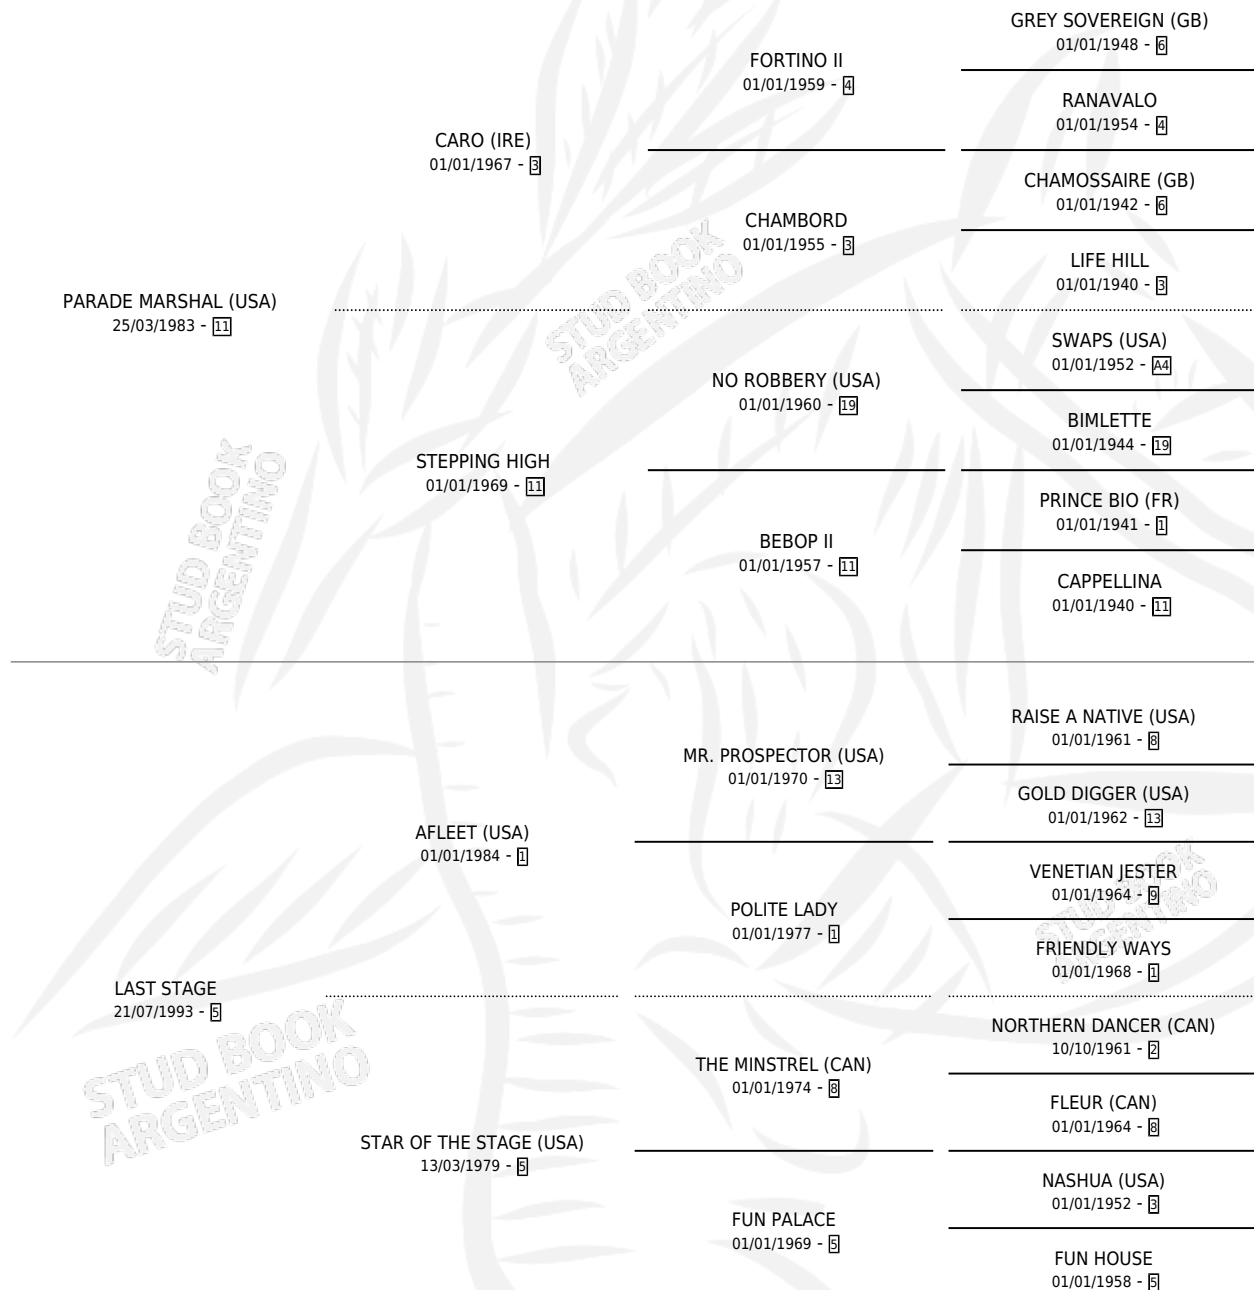 GREY SOVEREIGN (GB)
01/01/1948 - 6
FORTINO II
01/01/1959 - 4
RANAVALO
01/01/1954 - 4
CARO (IRE)
01/01/1967 - 3
CHAMOSSAIRE (GB)
01/01/1942 - 6
CHAMBORD
01/01/1955 - 3
LIFE HILL
01/01/1940 - 3
PARADE MARSHAL (USA)
25/03/1983 - 11
STUD BOOK
ARGENTINO
SWAPS (USA)
01/01/1952 - A4
NO ROBBERY (USA)
01/01/1960 - 19
BIMLETTE
01/01/1944 - 19
STEPPING HIGH
01/01/1969 - 11
PRINCE BIO (FR)
01/01/1941 - 1
BEBOP II
01/01/1957 - 11
CAPPELLINA
01/01/1940 - 11
STUD BOOK
ARGENTINO
RAISE A NATIVE (USA)
01/01/1961 - 8
MR. PROSPECTOR (USA)
01/01/1970 - 13
GOLD DIGGER (USA)
01/01/1962 - 13
AFLEET (USA)
01/01/1984 - 1
VENETIAN JESTER
01/01/1964 - 9
POLITE LADY
01/01/1977 - 1
STUD BOOK
ARGENTINO
FRIENDLY WAYS
01/01/1968 - 1
LAST STAGE
21/07/1993 - 5
NORTHERN DANCER (CAN)
10/10/1961 - 2
THE MINSTREL (CAN)
01/01/1974 - 8
FLEUR (CAN)
01/01/1964 - 8
STUD BOOK
ARGENTINO
STAR OF THE STAGE (USA)
13/03/1979 - 5
NASHUA (USA)
01/01/1952 - 3
FUN PALACE
01/01/1969 - 5
FUN HOUSE
01/01/1958 - 5